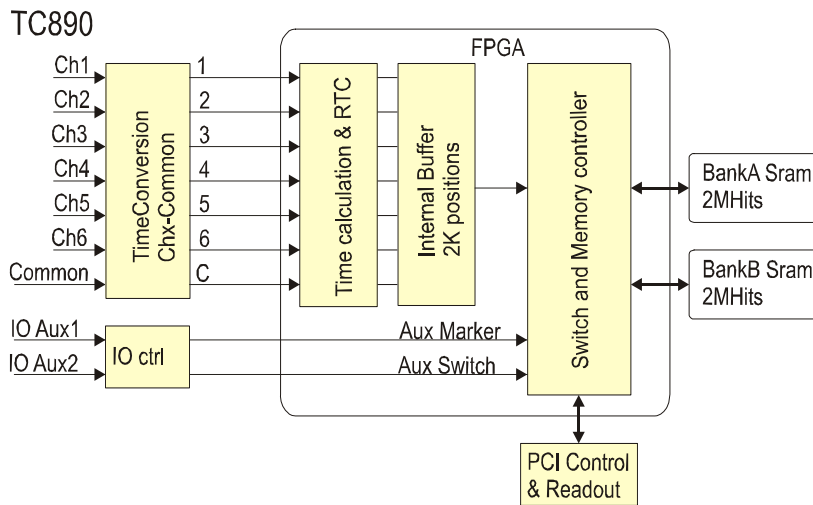 TC890
FPGA
Ch1
Ch2
Ch3
Ch4
Ch5
Ch6
Common
TimeConversion
Chx-Common
1
2
3
4
5
6
C
Time calculation & RTC
Internal Buffer
2K positions
Switch and Memory controller
BankA Sram
2MHits
BankB Sram
2MHits
IO Aux1
IO Aux2
IO ctrl
Aux Marker
Aux Switch
PCI Control
& Readout